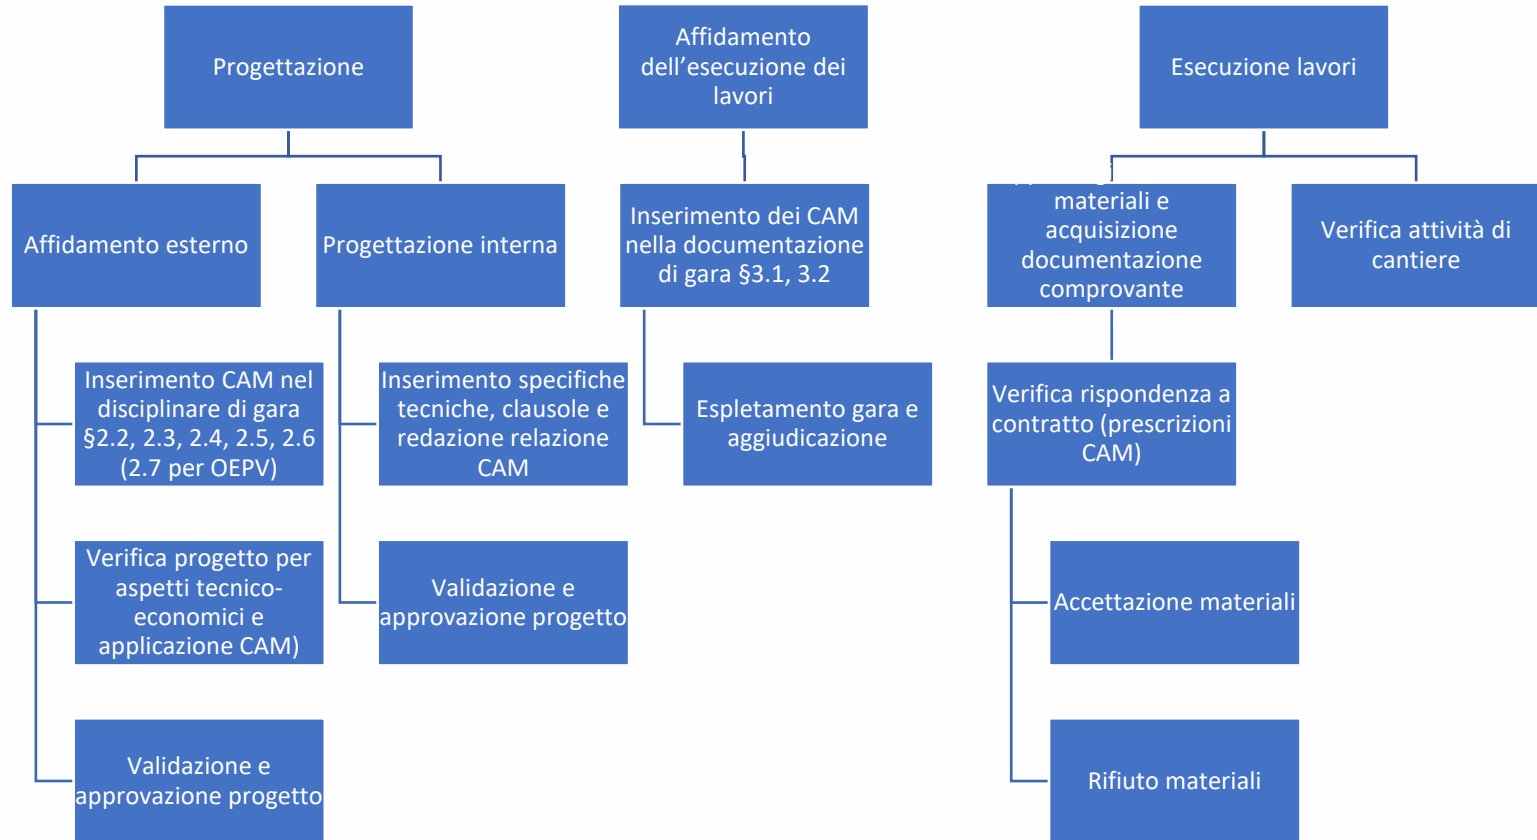 Progettazione
Affidamento
dell’esecuzione dei
lavori
Esecuzione lavori
Affidamento esterno
Progettazione interna
Inserimento dei CAM
nella documentazione
di gara §3.1, 3.2
materiali e
acquisizione
documentazione
comprovante
Verifica attività di
cantiere
Inserimento CAM nel
disciplinare di gara
§2.2, 2.3, 2.4, 2.5, 2.6
(2.7 per OEPV)
Inserimento specifiche
tecniche, clausole e
redazione relazione
CAM
Espletamento gara e
aggiudicazione
Verifica rispondenza a
contratto (prescrizioni
CAM)
Verifica progetto per
aspetti tecnico-
economici e
applicazione CAM)
Validazione e
approvazione progetto
Accettazione materiali
Validazione e
approvazione progetto
Rifiuto materiali